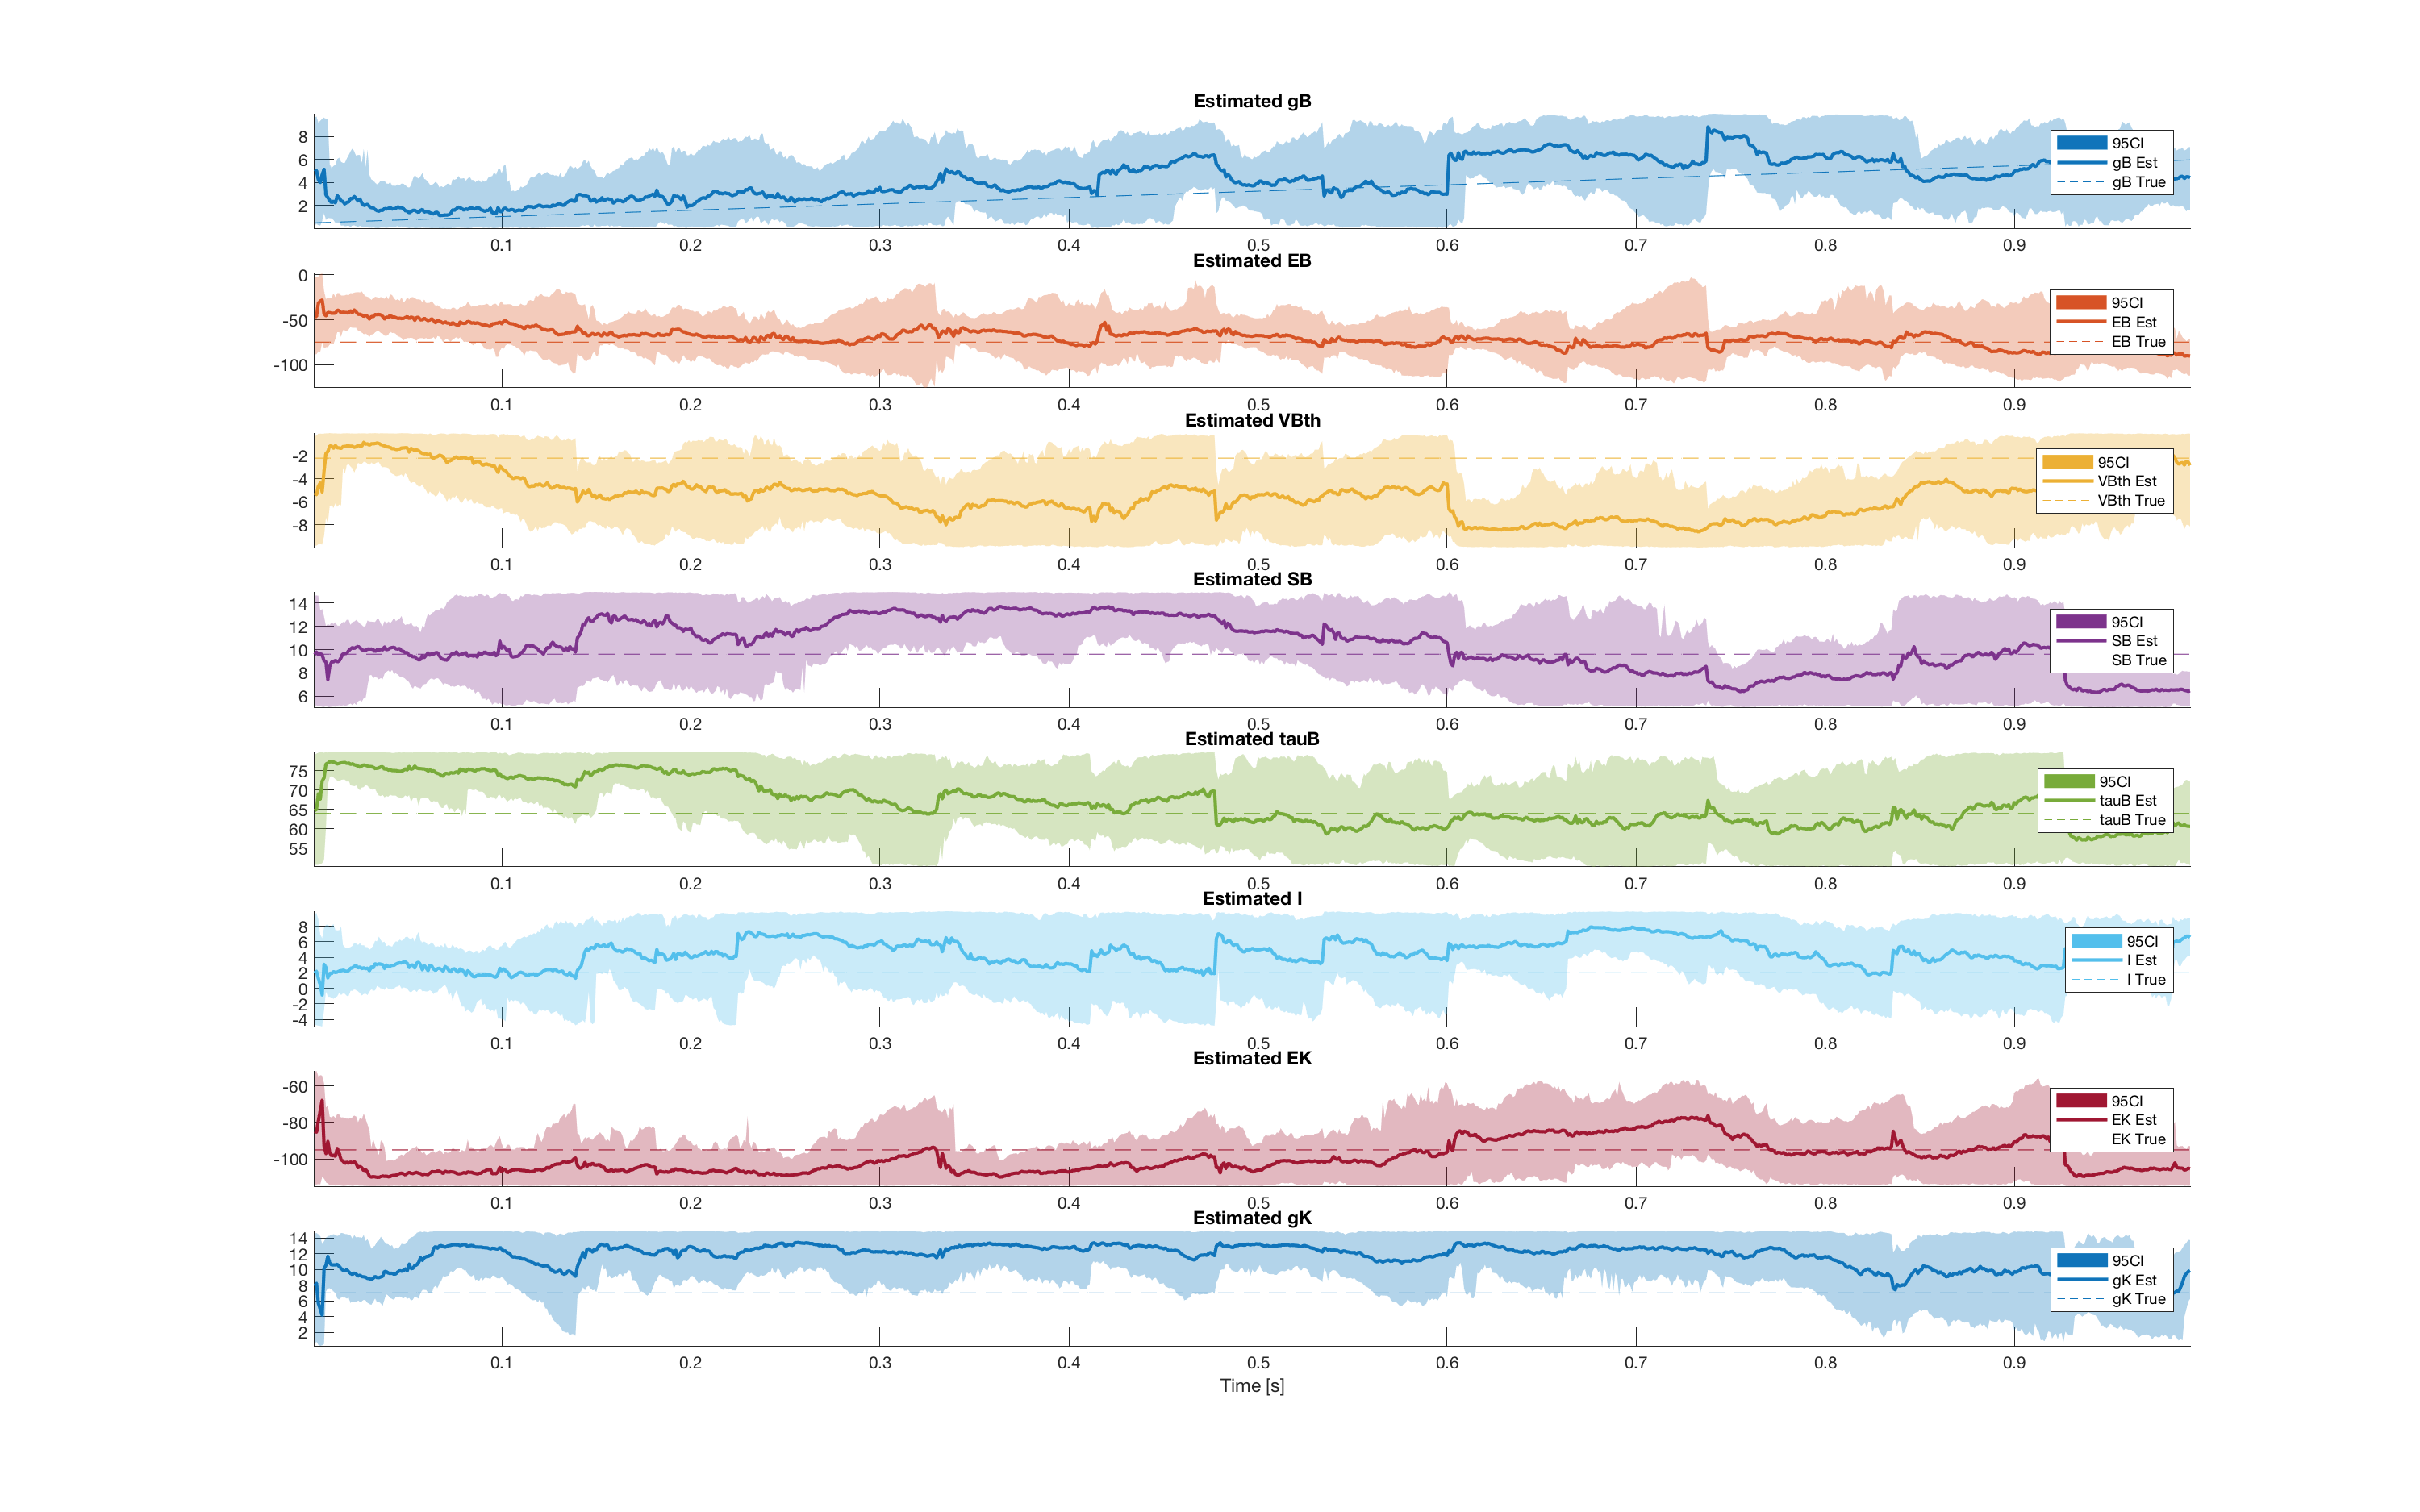 Estimated gB
8
6
4
2
95CI
gB Est
gB True
0.1 0.2 0.3 0.4 0.5 0.6 0.7 0.8 0.9
Estimated EB
0
-50
-100
95CI
EB Est
EB True
0.1 0.2 0.3 0.4 0.5 0.6 0.7 0.8 0.9
Estimated VBth
-2
-4
-6
-8
95CI
VBth Est
VBth True
0.1 0.2 0.3 0.4 0.5 0.6 0.7 0.8 0.9
Estimated SB
14
12
10
8
6
95CI
SB Est
SB True
0.1 0.2 0.3 0.4 0.5 0.6 0.7 0.8 0.9
Estimated tauB
75
70
65
60
55
95CI
tauB Est
tauB True
0.1 0.2 0.3 0.4 0.5 0.6 0.7 0.8 0.9
Estimated I
8
6
4
2
0
-2
-4
95CI
I Est
I True
0.1 0.2 0.3 0.4 0.5 0.6 0.7 0.8 0.9
Estimated EK
-60
-80
-100
95CI
EK Est
EK True
0.1 0.2 0.3 0.4 0.5 0.6 0.7 0.8 0.9
Estimated gK
14
12
10
8
6
4
2
95CI
gK Est
gK True
0.1 0.2 0.3 0.4 0.5 0.6 0.7 0.8 0.9
Time [s]